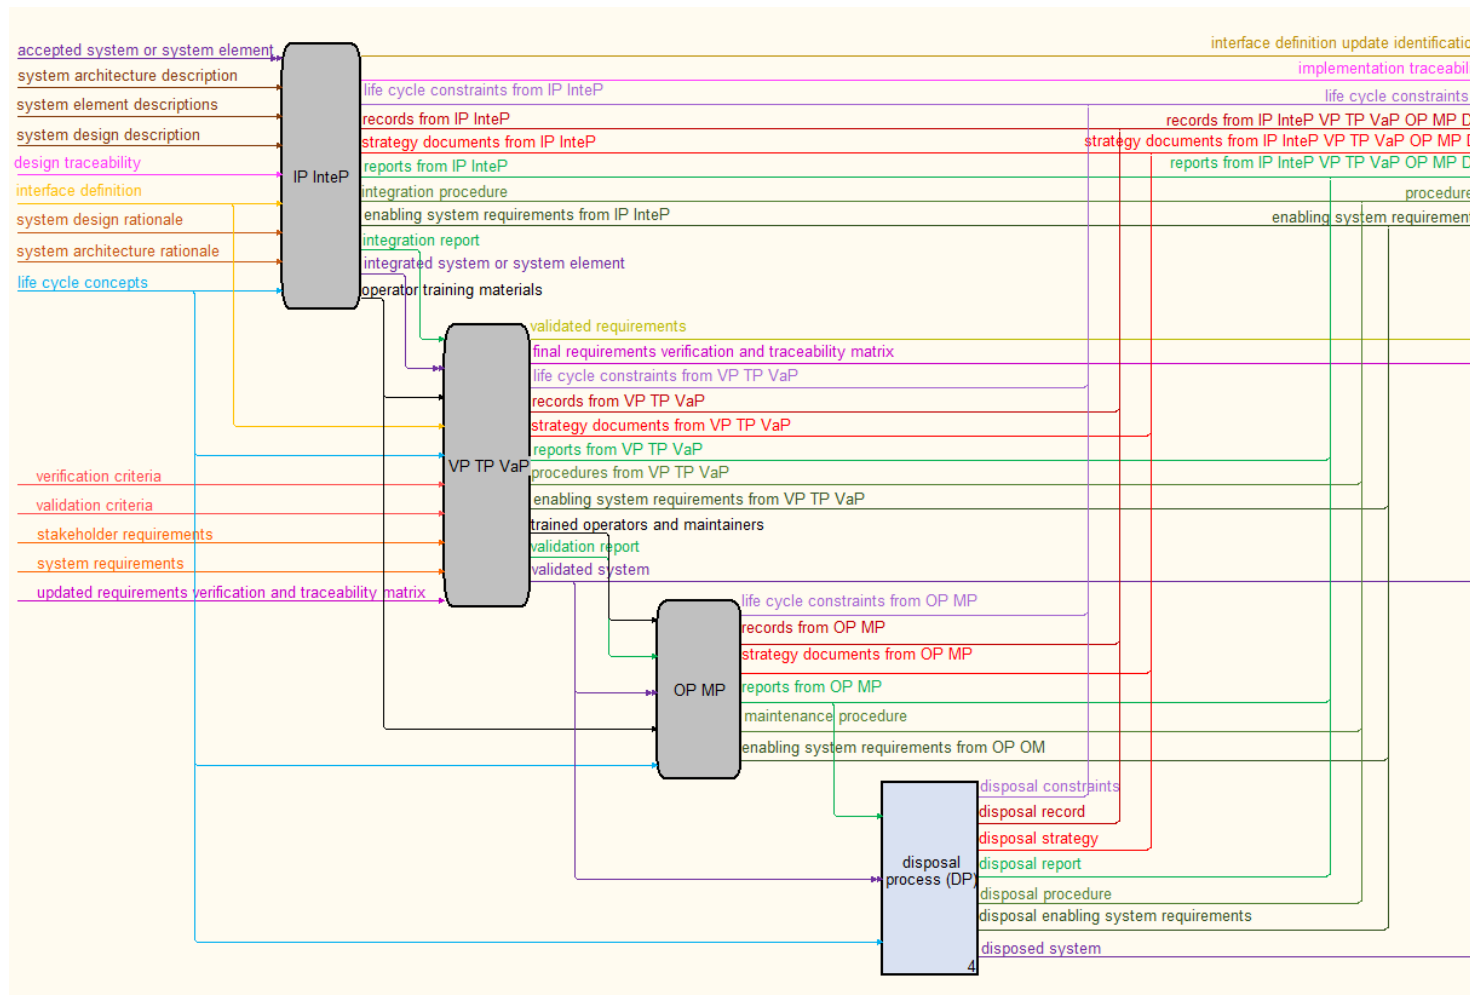 accepted system or system element
system architecture description
system element descriptions
system design description
design traceability
interface definition
system design rationale
system architecture rationale
life cycle concepts
IP InteP
interface definition update identificatio
implementation traceabil
life cycle constraints from IP InteP
life cycle constraints
records from IP InteP
records from IP InteP VP TP VaP OP MP D
strategy documents from IP InteP
strategy documents from IP InteP VP TP VaP OP MP D
reports from IP InteP
reports from IP InteP VP TP VaP OP MP D
integration procedure
procedure
enabling system requirements from IP InteP
enabling system requirement
integration report
integrated system or system element
operator training materials
verification criteria
validation criteria
stakeholder requirements
system requirements
updated requirements verification and traceability matrix
VP TP VaP
validated requirements
final requirements verification and traceability matrix
life cycle constraints from VP TP VaP
records from VP TP VaP
strategy documents from VP TP VaP
reports from VP TP VaP
procedures from VP TP VaP
enabling system requirements from VP TP VaP
trained operators and maintainers
validation report
validated system
OP MP
life cycle constraints from OP MP
records from OP MP
strategy documents from OP MP
reports from OP MP
maintenance procedure
enabling system requirements from OP OM
disposal
process (DP)
4
disposal constraints
disposal record
disposal strategy
disposal report
disposal procedure
disposal enabling system requirements
disposed system